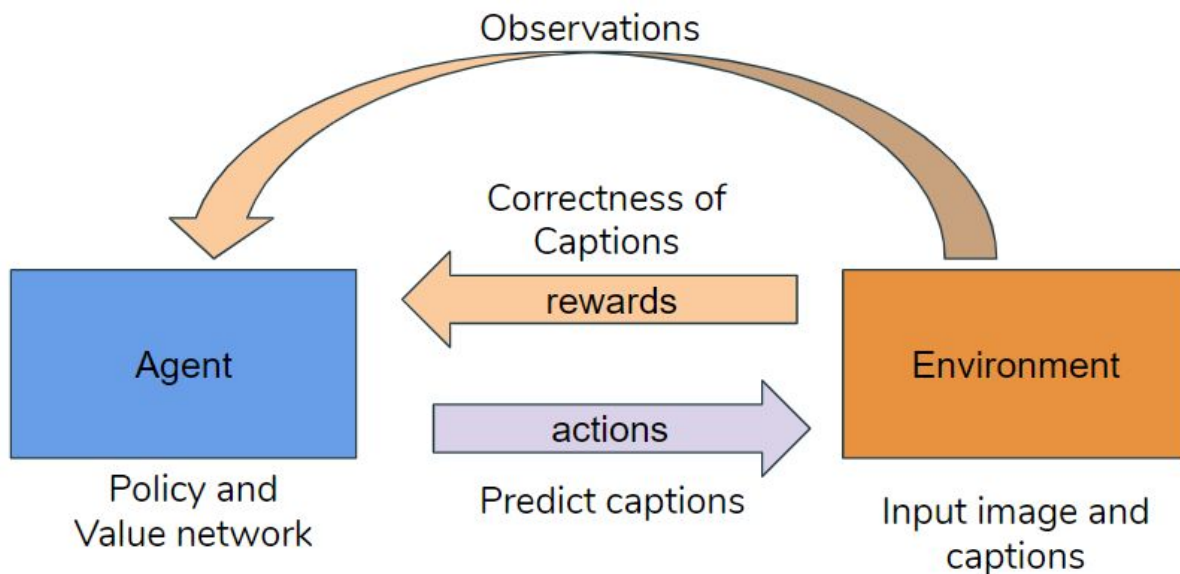 Observations
Correctness of
Captions
rewards
Agent
Environment
actions
Policy and
Value network
Predict captions
Input image and
captions